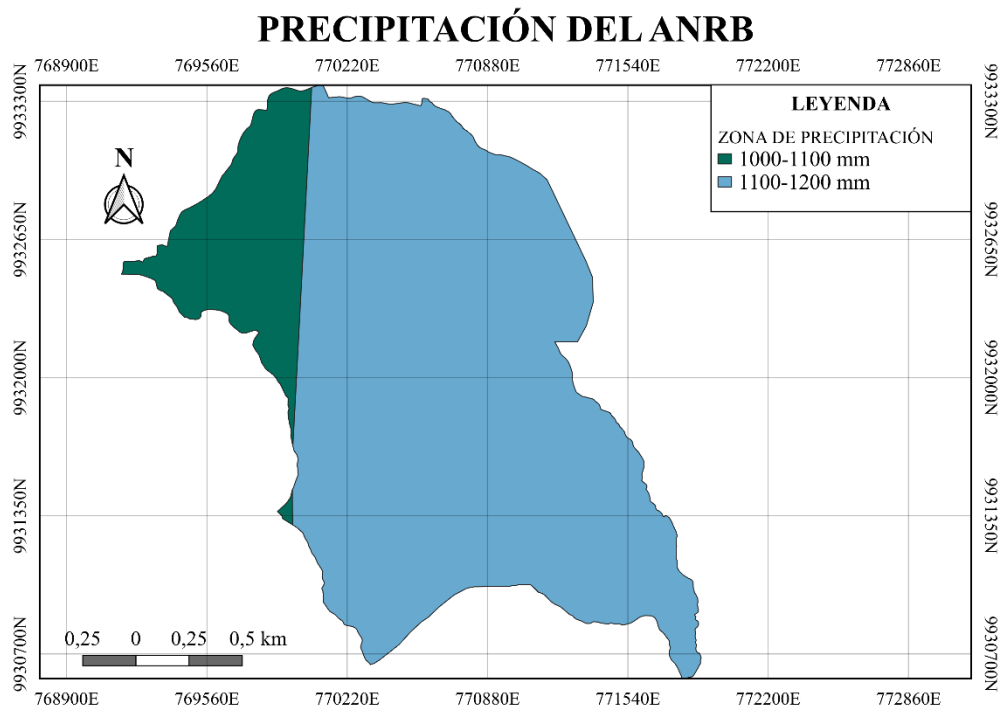 PRECIPITACIÓN DEL ANRB
768900E 769560E 770220E 770880E 771540E 772200E 772860E
9933300N 9933300N
LEYENDA
ZONA DE PRECIPITACIÓN
1000-1100 mm
1100-1200 mm
N
9932650N 9932650N
9932000N 9932000N
9931350N 9931350N
0,25 0 0,25 0,5 km
9930700N 9930700N
768900E 769560E 770220E 770880E 771540E 772200E 772860E